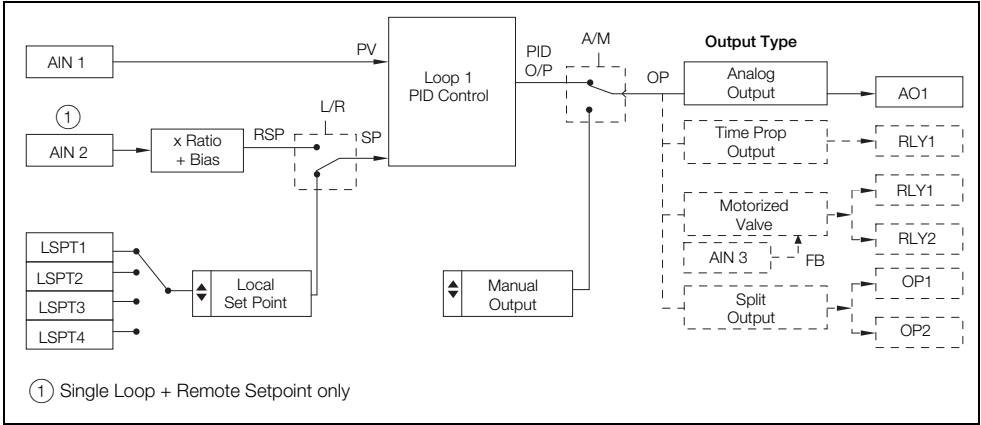 AIN 1
PV
Loop 1
PID Control
PID
O/P
A/M
Output Type
OP
Analog
Output
AO1
1
AIN 2
x Ratio
+ Bias
RSP
L/R
SP
Time Prop
Output
RLY1
Motorized
Valve
RLY1
RLY2
AIN 3
FB
LSPT1
LSPT2
LSPT3
LSPT4
Local
Set Point
Manual
Output
Split
Output
OP1
OP2
1 Single Loop + Remote Setpoint only